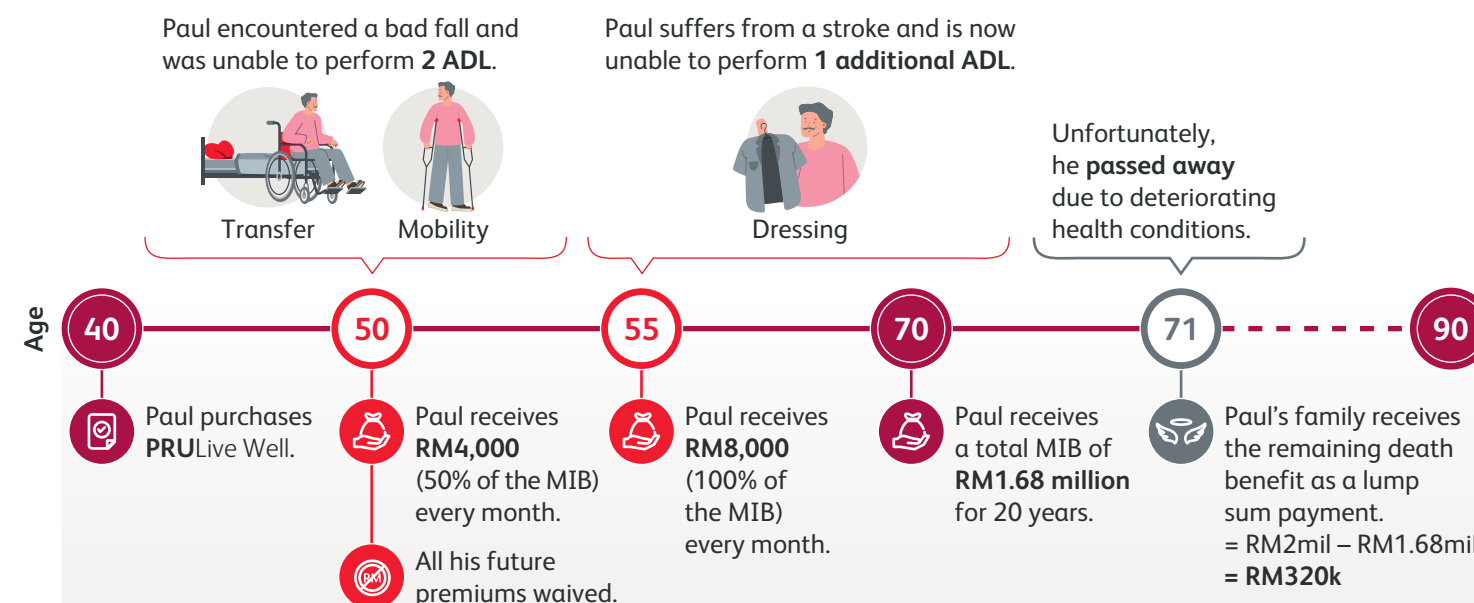 Paul encountered a bad fall and
was unable to perform 2 ADL.
Transfer
Mobility
Paul suffers from a stroke and is now
unable to perform 1 additional ADL.
Dressing
Unfortunately,
he passed away
due to deteriorating
health conditions.
Age
40
50
55
70
71
90
Paul purchases
PRULive Well.
Paul receives
RM4,000
(50% of the MIB)
every month.
RM
All his future
premiums waived.
Paul receives
RM8,000
(100% of
the MIB)
every month.
Paul receives
a total MIB of
RM1.68 million
for 20 years.
Paul's family receives
the remaining death
benefit as a lump
sum payment.
= RM2mil – RM1.68mil
= RM320k